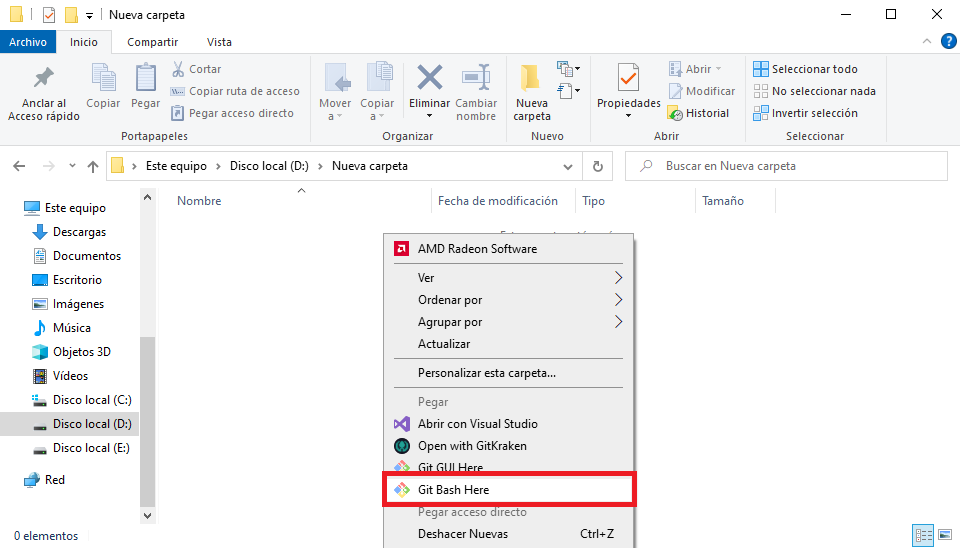 Nueva carpeta
Archivo Inicio Compartir Vista
Anclar al Acceso rápido
Copiar
Pegar
Cortar
Copiar ruta de acceso
Pegar acceso directo
Portapapeles
Mover a
Copiar a
Eliminar
Cambiar nombre
Organizar
Nueva carpeta
Nuevo
Propiedades
Abrir
Modificar
Historial
Abrir
Seleccionar todo
No seleccionar nada
Invertir selección
Seleccionar
Este equipo > Disco local (D:) > Nueva carpeta
Buscar en Nueva carpeta
Este equipo
Descargas
Documentos
Escritorio
Imágenes
Música
Objetos 3D
Vídeos
Disco local (C:)
Disco local (D:)
Disco local (E:)
Red
Nombre Fecha de modificación Tipo Tamaño
AMD Radeon Software
Ver
Ordenar por
Agrupar por
Actualizar
Personalizar esta carpeta...
Pegar
Abrir con Visual Studio
Open with GitKraken
Git GUI Here
Git Bash Here
Pegar acceso directo
Deshacer Nuevas Ctrl+Z
0 elementos